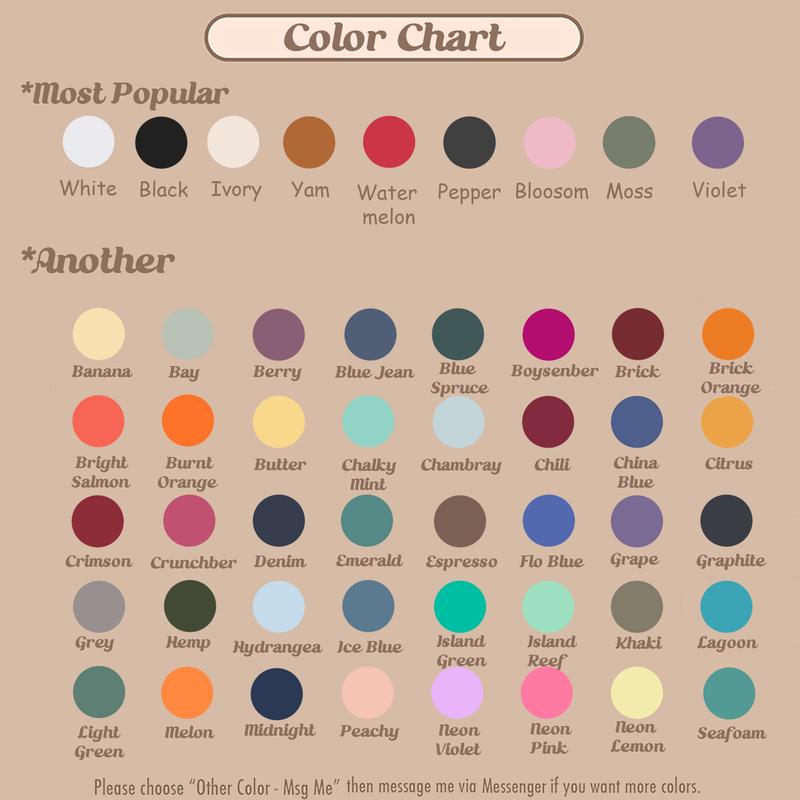 Color Chart
*Most Popular
White Black Ivory Yam Water melon Pepper Bloosom Moss Violet
*Another
Banana Bay Berry Blue Jean Blue Spruce Boysenber Brick Brick Orange
Bright Salmon Burnt Orange Butter Chalky Mint Chambray Chili China Blue Citrus
Crimson Crunchber Denim Emerald Espresso Flo Blue Grape Graphite
Grey Hemp Hydrangea Ice Blue Island Green Island Reef Khaki Lagoon
Light Green Melon Midnight Peachy Neon Violet Neon Pink Neon Lemon Seafoam
Please choose “Other Color - Msg Me” then message me via Messenger if you want more colors.